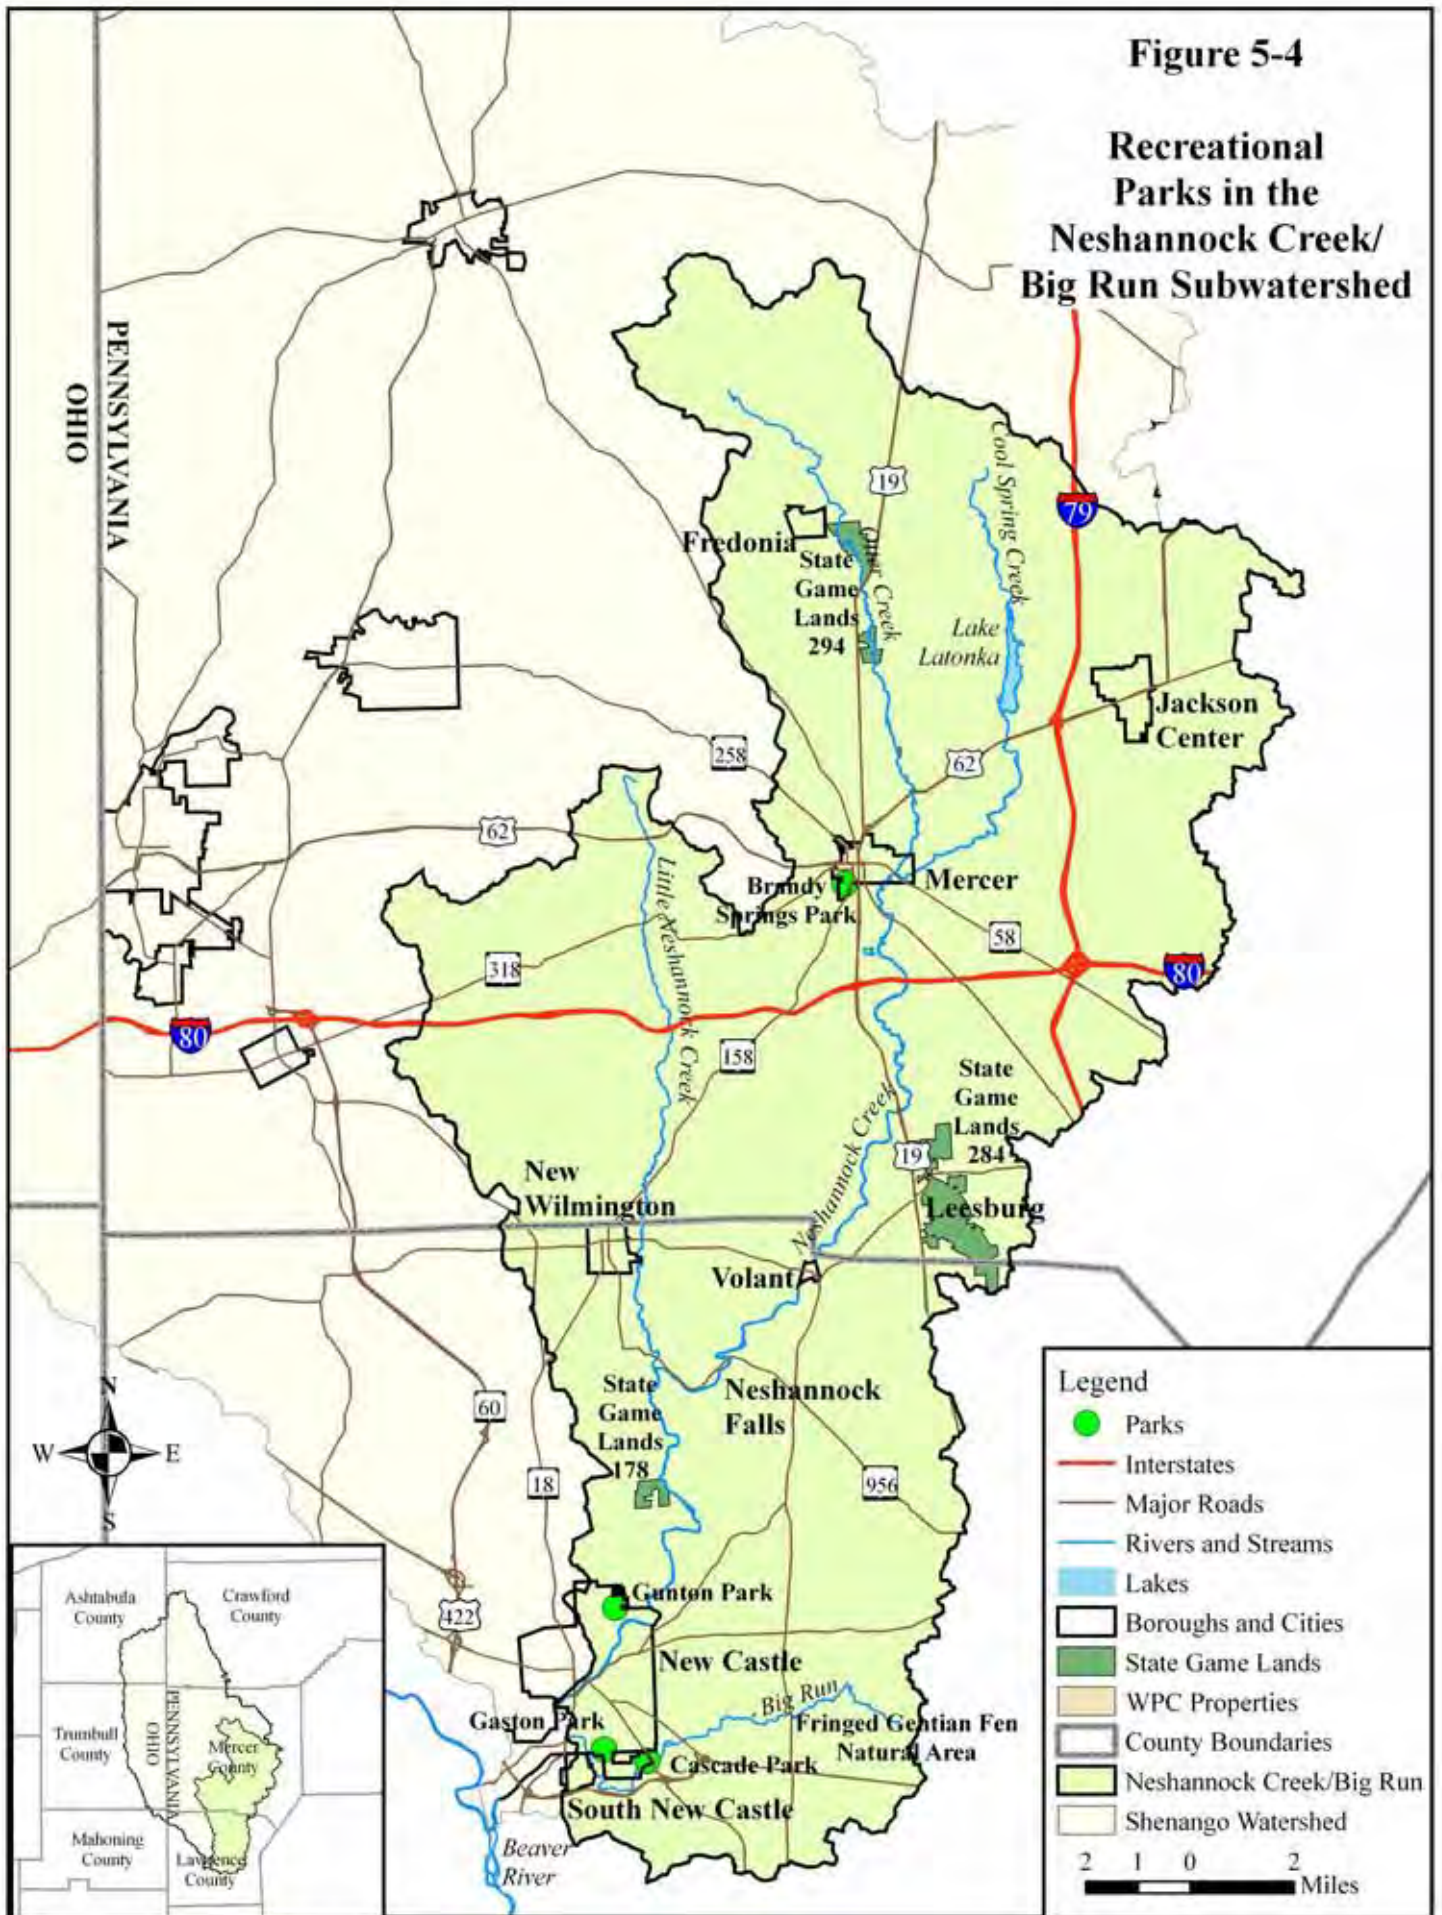 Figure 5-4
Recreational
Parks in the
Neshannock Creek/
Big Run Subwatershed
PENNSYLVANIA
OHIO
19
Cool Spring Creek
79
Fredonia
State
Game
Lands
294
Otter Creek
Lake
Latonka
Jackson
Center
258
62
62
Little Neshannock Creek
Brandy
Springs Park
Mercer
58
318
80
80
158
State
Game
Lands
284
Neshannock Creek
19
New
Wilmington
Leesburg
Volant
State
Game
Lands
178
Neshannock
Falls
60
18
956
N
W
E
S
Gunton Park
422
New Castle
Big Run
Gaston Park
Fringed Gentian Fen
Natural Area
Cascade Park
South New Castle
Beaver
River
Ashtabula
County
Crawford
County
Trumbull
County
PENNSYLVANIA
OHIO
Mercer
County
Mahoning
County
Lawrence
County
Legend
Parks
Interstates
Major Roads
Rivers and Streams
Lakes
Boroughs and Cities
State Game Lands
WPC Properties
County Boundaries
Neshannock Creek/Big Run
Shenango Watershed
2 1 0 2
Miles